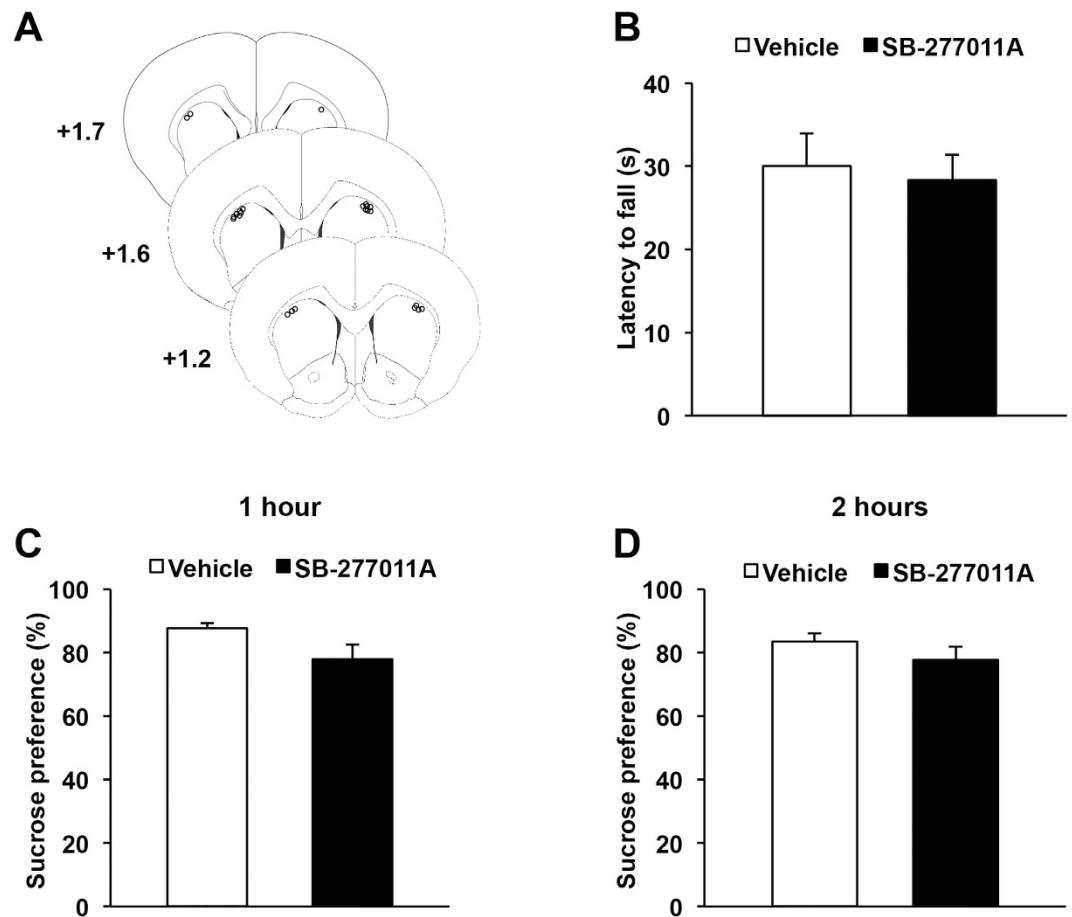 A
+1.7
+1.6
+1.2
B
Vehicle SB-277011A
Latency to fall (s)
40
30
20
10
0
1 hour
C
Vehicle SB-277011A
Sucrose preference (%)
100
80
60
40
20
0
2 hours
D
Vehicle SB-277011A
Sucrose preference (%)
100
80
60
40
20
0